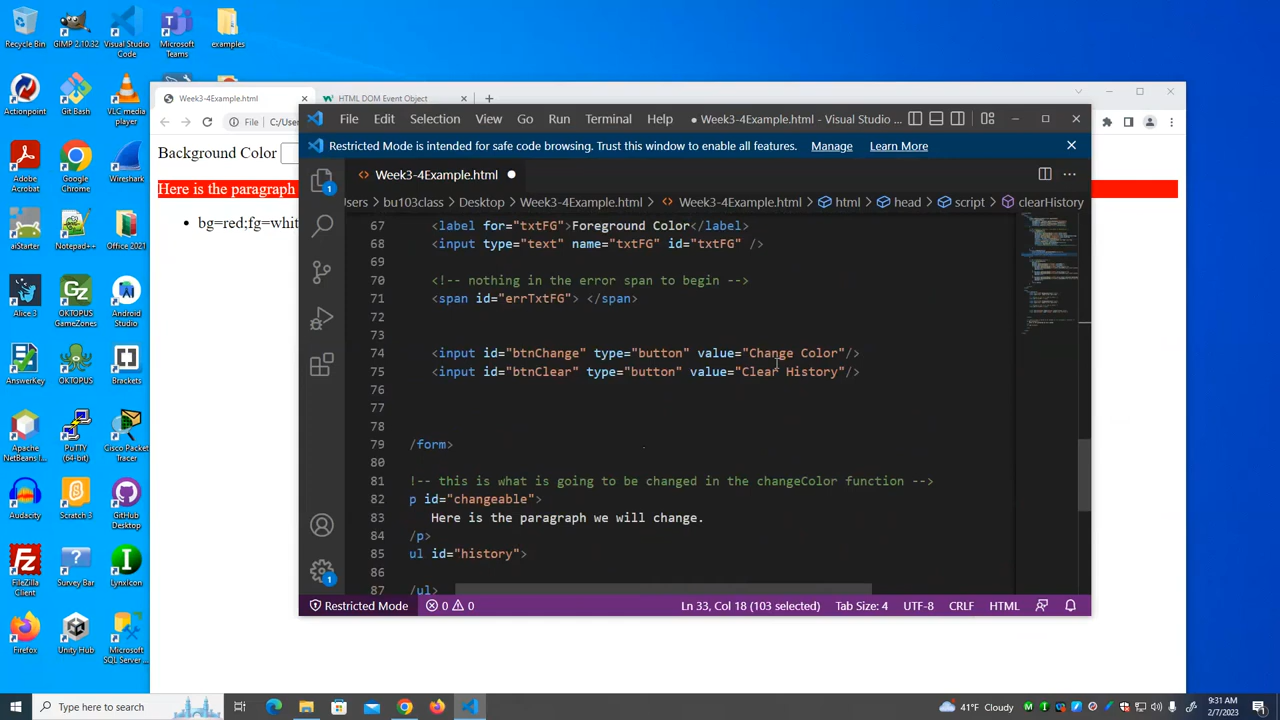 Recycle Bin
GIMP 2.10.32
Visual Studio Code
Microsoft Teams
examples
Actionpoint
Git Bash
VLC media player
Adobe Acrobat
Google Chrome
Wireshark
aiStarter
Notepad++
Office 2021
Alice 3
OKTOPUS GameZones
Android Studio
AnswerKey
OKTOPUS
Brackets
Apache NetBeans I...
PuTTY (64-bit)
Cisco Packet Tracer
Audacity
Scratch 3
GitHub Desktop
FileZilla Client
Survey Bar
LynxIcon
Firefox
Unity Hub
Microsoft SQL Server ...
Week3-4Example.html
HTML DOM Event Object
File C:/User
Background Color
Here is the paragraph
• bg=red;fg=whit
File Edit Selection View Go Run Terminal Help ● Week3-4Example.html - Visual Studio ...
Restricted Mode is intended for safe code browsing. Trust this window to enable all features. Manage Learn More
Week3-4Example.html
Users > bu103class > Desktop > Week3-4Example.html > Week3-4Example.html > html > head > script > clearHistory
67 <label for="txtFG">Foreground Color</label>
68 <input type="text" name="txtFG" id="txtFG" />
69
70 <!-- nothing in the error span to begin -->
71 <span id="errTxtFG"> </span>
72
73
74 <input id="btnChange" type="button" value="Change Color"/>
75 <input id="btnClear" type="button" value="Clear History"/>
76
77
78
79 /form>
80
81 !-- this is what is going to be changed in the changeColor function -->
82 p id="changeable">
83 Here is the paragraph we will change.
84 /p>
85 ul id="history">
86
87 /ul>
Restricted Mode 0 0 Ln 33, Col 18 (103 selected) Tab Size: 4 UTF-8 CRLF HTML
Type here to search
41°F Cloudy
9:31 AM
2/7/2023